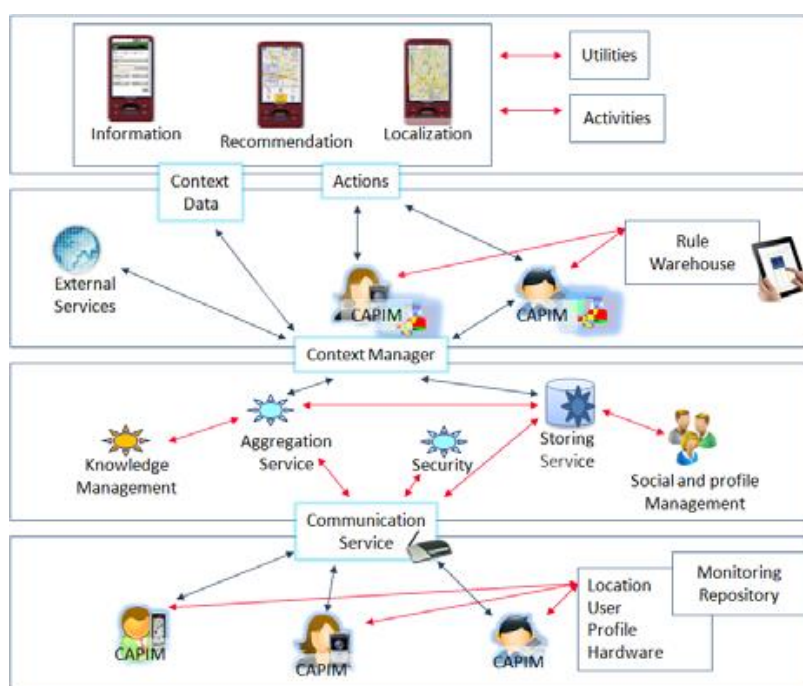 Information
Recommendation
Localization
Utilities
Activities
Context
Data
Actions
External
Services
CAPIM
CAPIM
Rule
Warehouse
Context Manager
Knowledge
Management
Aggregation
Service
Security
Storing
Service
Social and profile
Management
Communication
Service
CAPIM
CAPIM
CAPIM
Location
User
Profile
Hardware
Monitoring
Repository